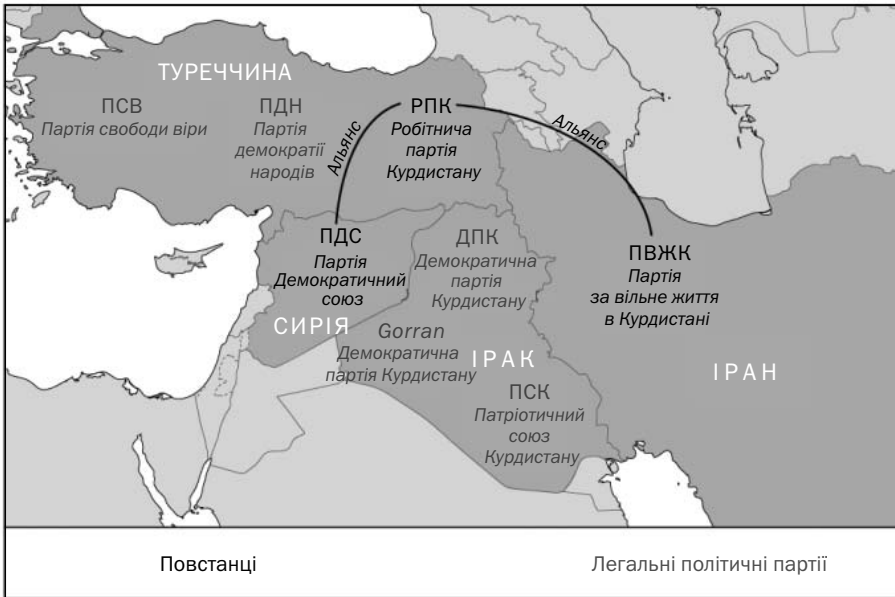 ТУРЕЧЧИНА
ПСВ
Партія свободи віри
ПДН
Партія
демократії
народів
Альянс
РПК
Робітнича
партія
Курдистану
Альянс
ПДС
Партія
Демократичний
союз
СИРІЯ
ДПК
Демократична
партія
Курдистану
Gorran
Демократична
партія Курдистану
ІРАК
ПСК
Патріотичний
союз
Курдистану
ПВЖК
Партія
за вільне життя
в Курдистані
ІРАН
Повстанці
Легальні політичні партії